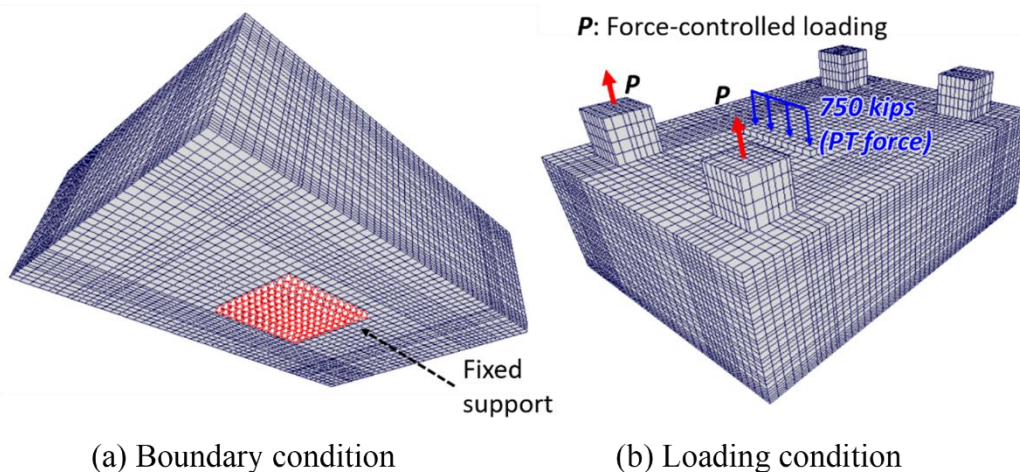 P: Force-controlled loading
P
P
750 kips
(PT force)
Fixed
support
(a) Boundary condition
(b) Loading condition